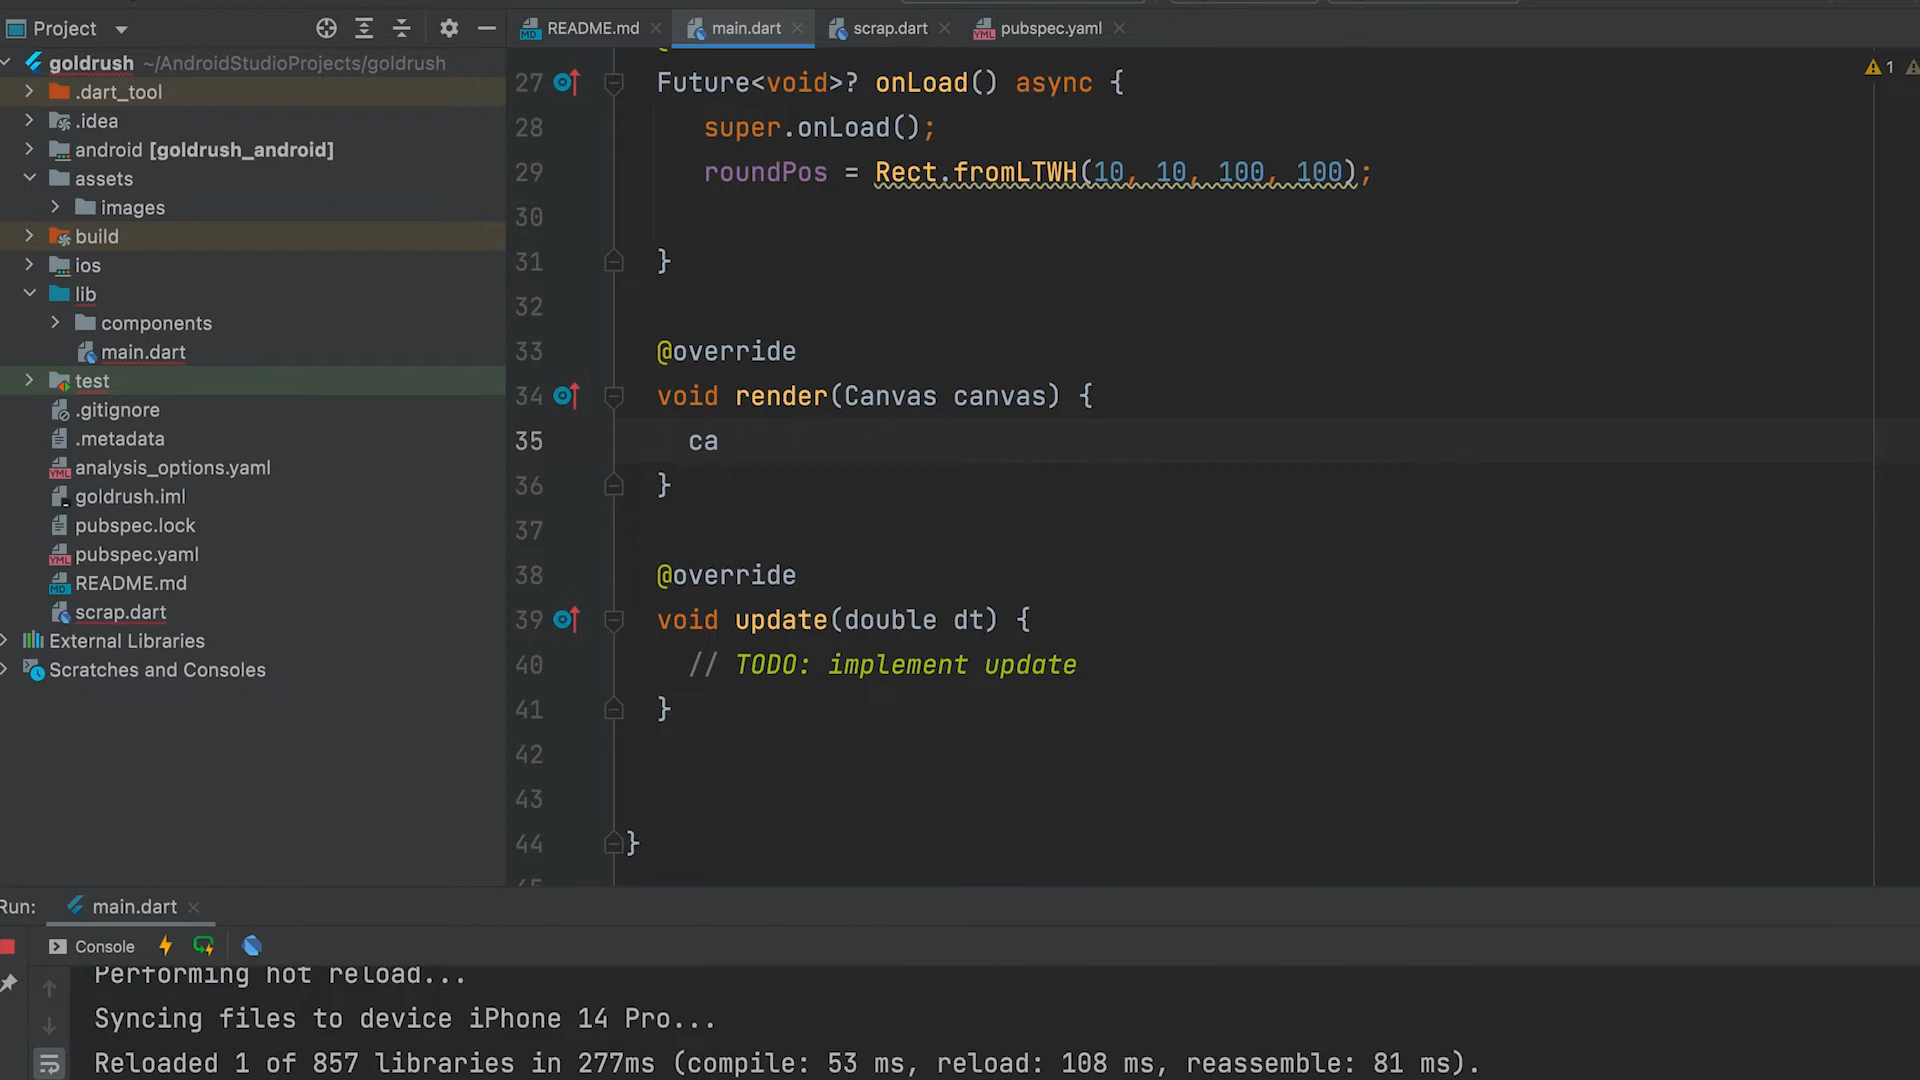 Project
README.md
main.dart
scrap.dart
pubspec.yaml
goldrush ~/AndroidStudioProjects/goldrush
.dart_tool
.idea
android [goldrush_android]
assets
images
build
ios
lib
components
main.dart
test
.gitignore
.metadata
analysis_options.yaml
goldrush.iml
pubspec.lock
pubspec.yaml
README.md
scrap.dart
External Libraries
Scratches and Consoles
1
27 Future<void>? onLoad() async {
28 super.onLoad();
29 roundPos = Rect.fromLTWH(10, 10, 100, 100);
30
31 }
32
33 @override
34 void render(Canvas canvas) {
35 ca
36 }
37
38 @override
39 void update(double dt) {
40 // TODO: implement update
41 }
42
43
44 }
Run:
main.dart
Console
Performing hot reload...
Syncing files to device iPhone 14 Pro...
Reloaded 1 of 857 libraries in 277ms (compile: 53 ms, reload: 108 ms, reassemble: 81 ms).